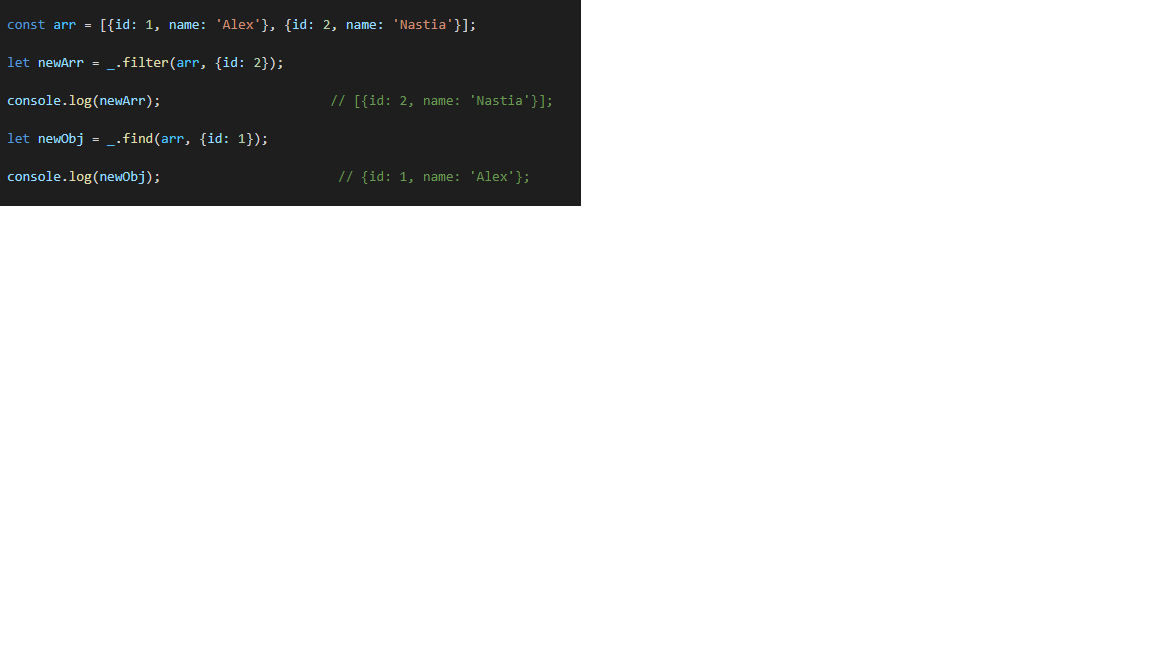 const arr = [{id: 1, name: 'Alex'}, {id: 2, name: 'Nastia'}];
let newArr = _.filter(arr, {id: 2});
console.log(newArr);                      // [{id: 2, name: 'Nastia'}];
let newObj = _.find(arr, {id: 1});
console.log(newObj);                       // {id: 1, name: 'Alex'};